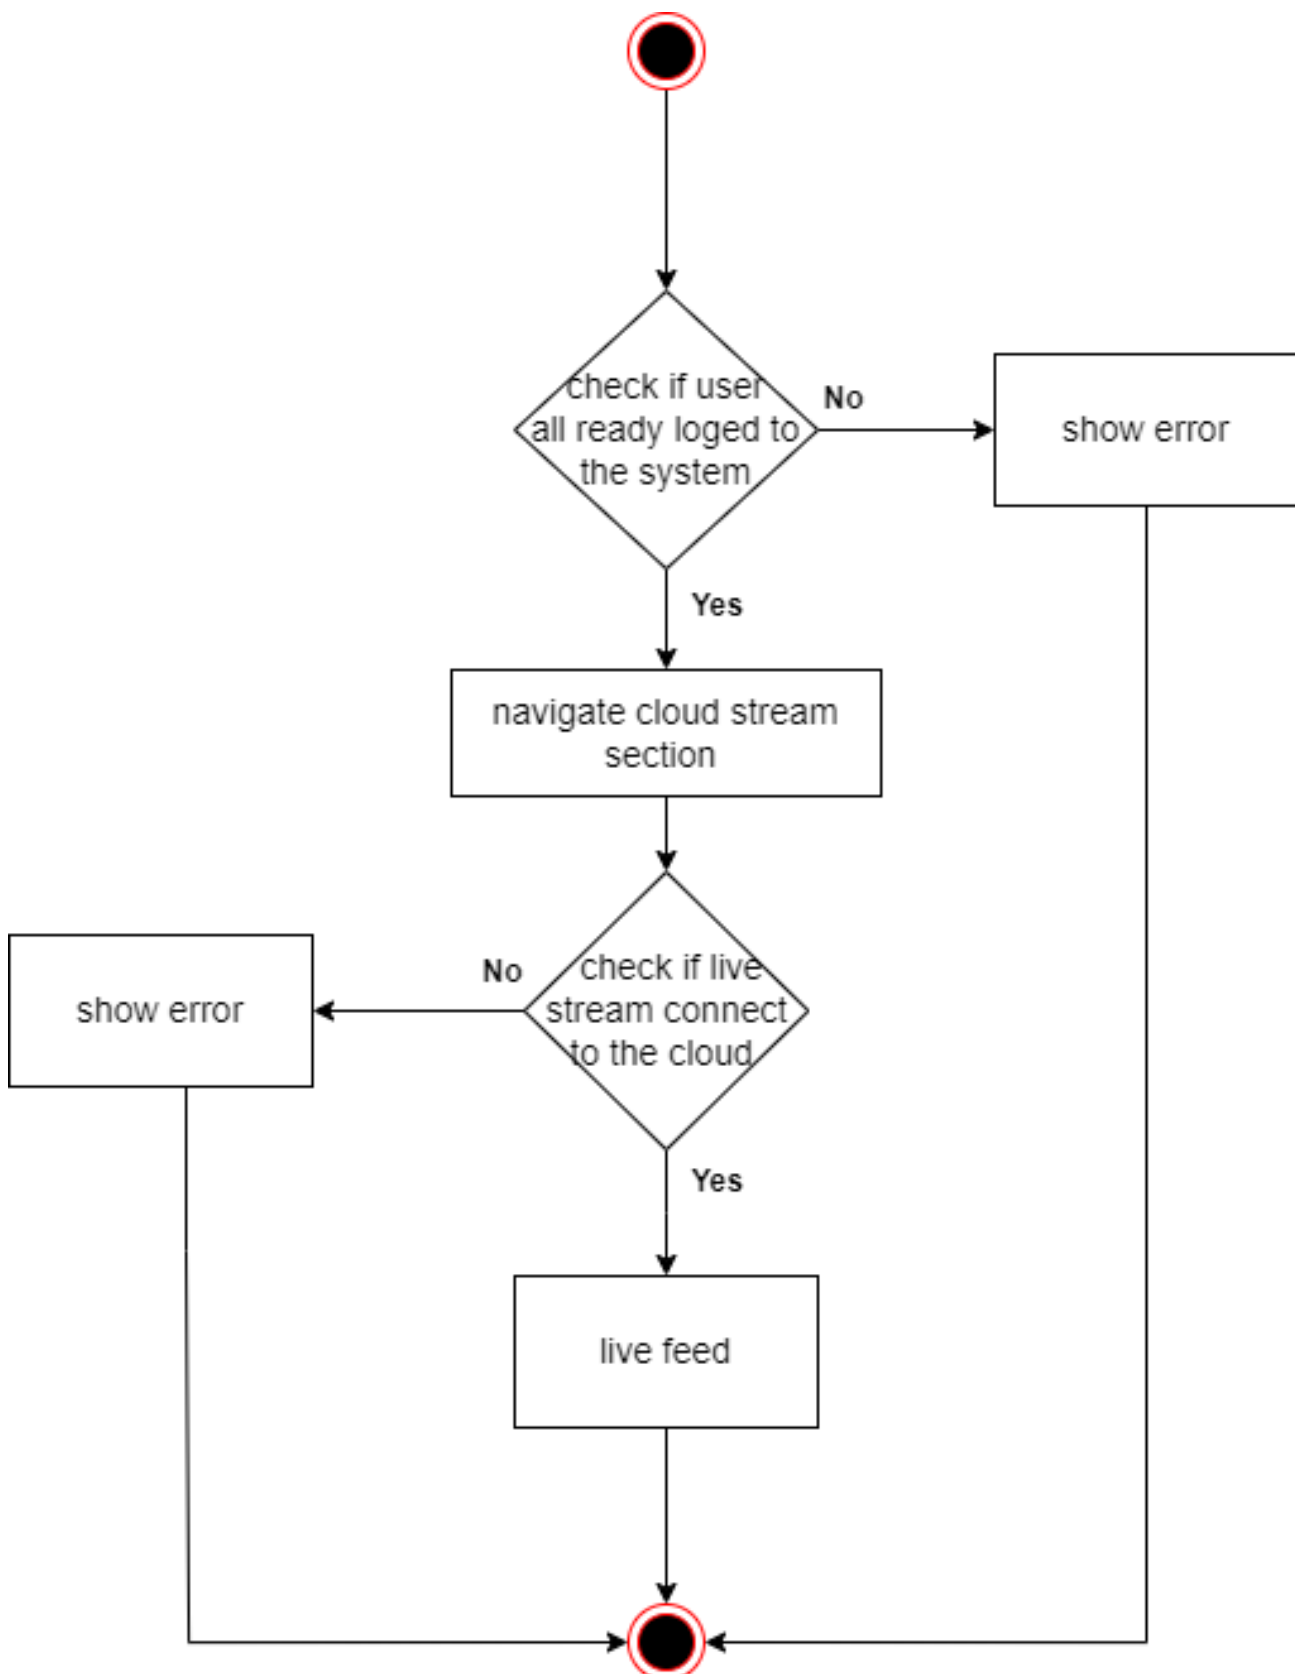 check if user
all ready loged to
the system
No
show error
Yes
navigate cloud stream
section
check if live
stream connect
to the cloud
No
show error
Yes
live feed